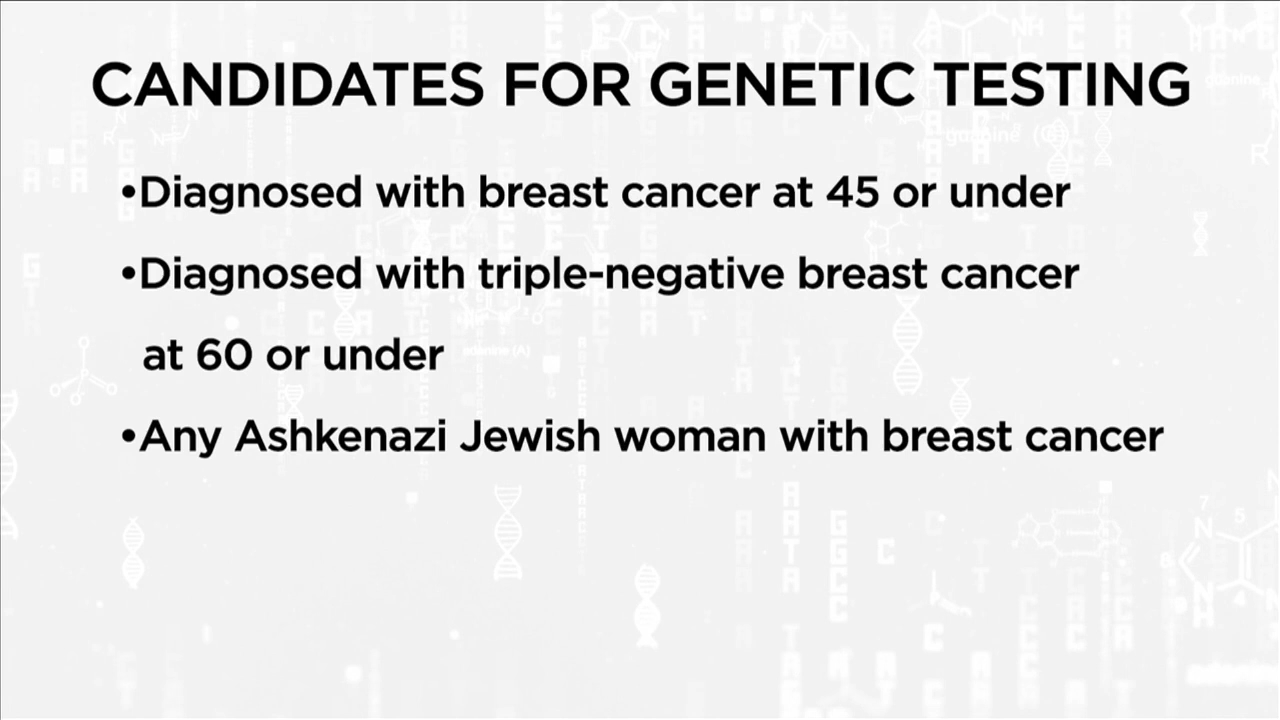 CANDIDATES FOR GENETIC TESTING
•Diagnosed with breast cancer at 45 or under
•Diagnosed with triple-negative breast cancer
at 60 or under
•Any Ashkenazi Jewish woman with breast cancer